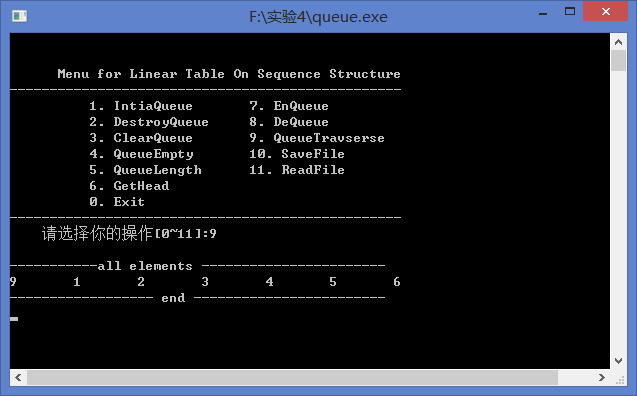 F:\实验4\queue.exe
Menu for Linear Table On Sequence Structure
-------------------------------------------------
1. IntiaQueue 7. EnQueue
2. DestroyQueue 8. DeQueue
3. ClearQueue 9. QueueTravserse
4. QueueEmpty 10. SaveFile
5. QueueLength 11. ReadFile
6. GetHead
0. Exit
-------------------------------------------------
请选择你的操作[0~11]:9
-----------all elements -----------------------
9 1 2 3 4 5 6
------------------ end ------------------------